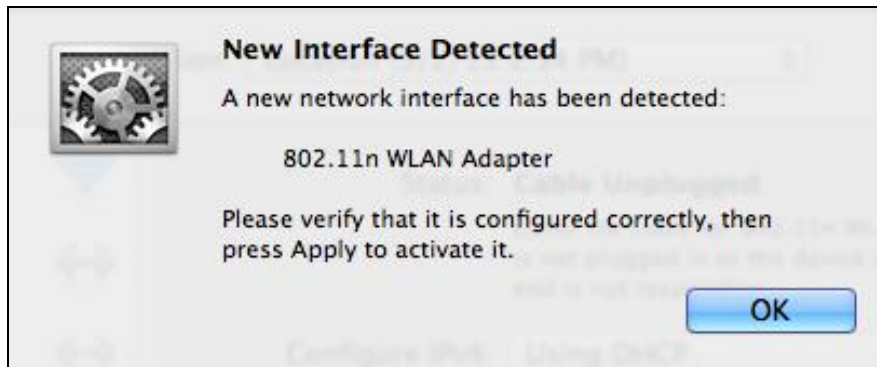 New Interface Detected
A new network interface has been detected:
802.11n WLAN Adapter
Please verify that it is configured correctly, then
press Apply to activate it.
OK
Status: Cable Unplugged
Configure IPv4: Using DHCP